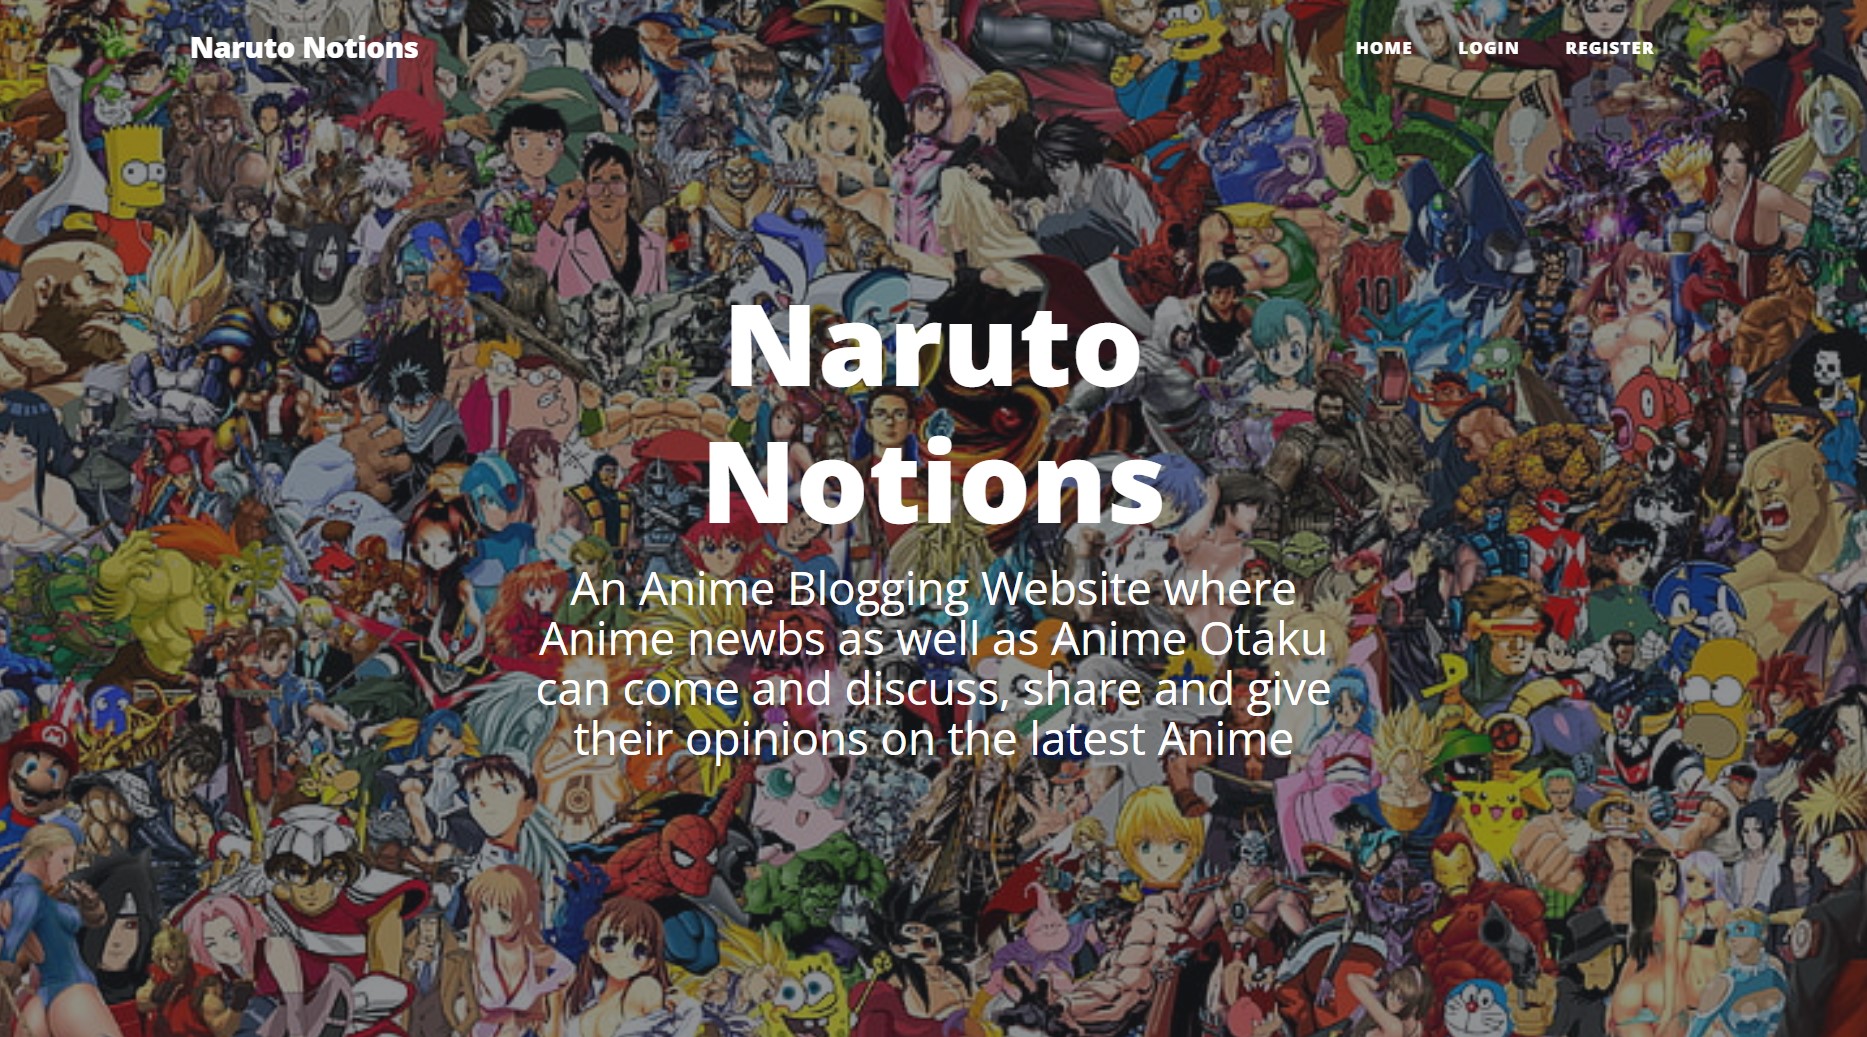 Naruto Notions
HOME LOGIN REGISTER
10
Naruto
Notions
An Anime Blogging Website where
Anime newbs as well as Anime Otaku
can come and discuss, share and give
their opinions on the latest Anime